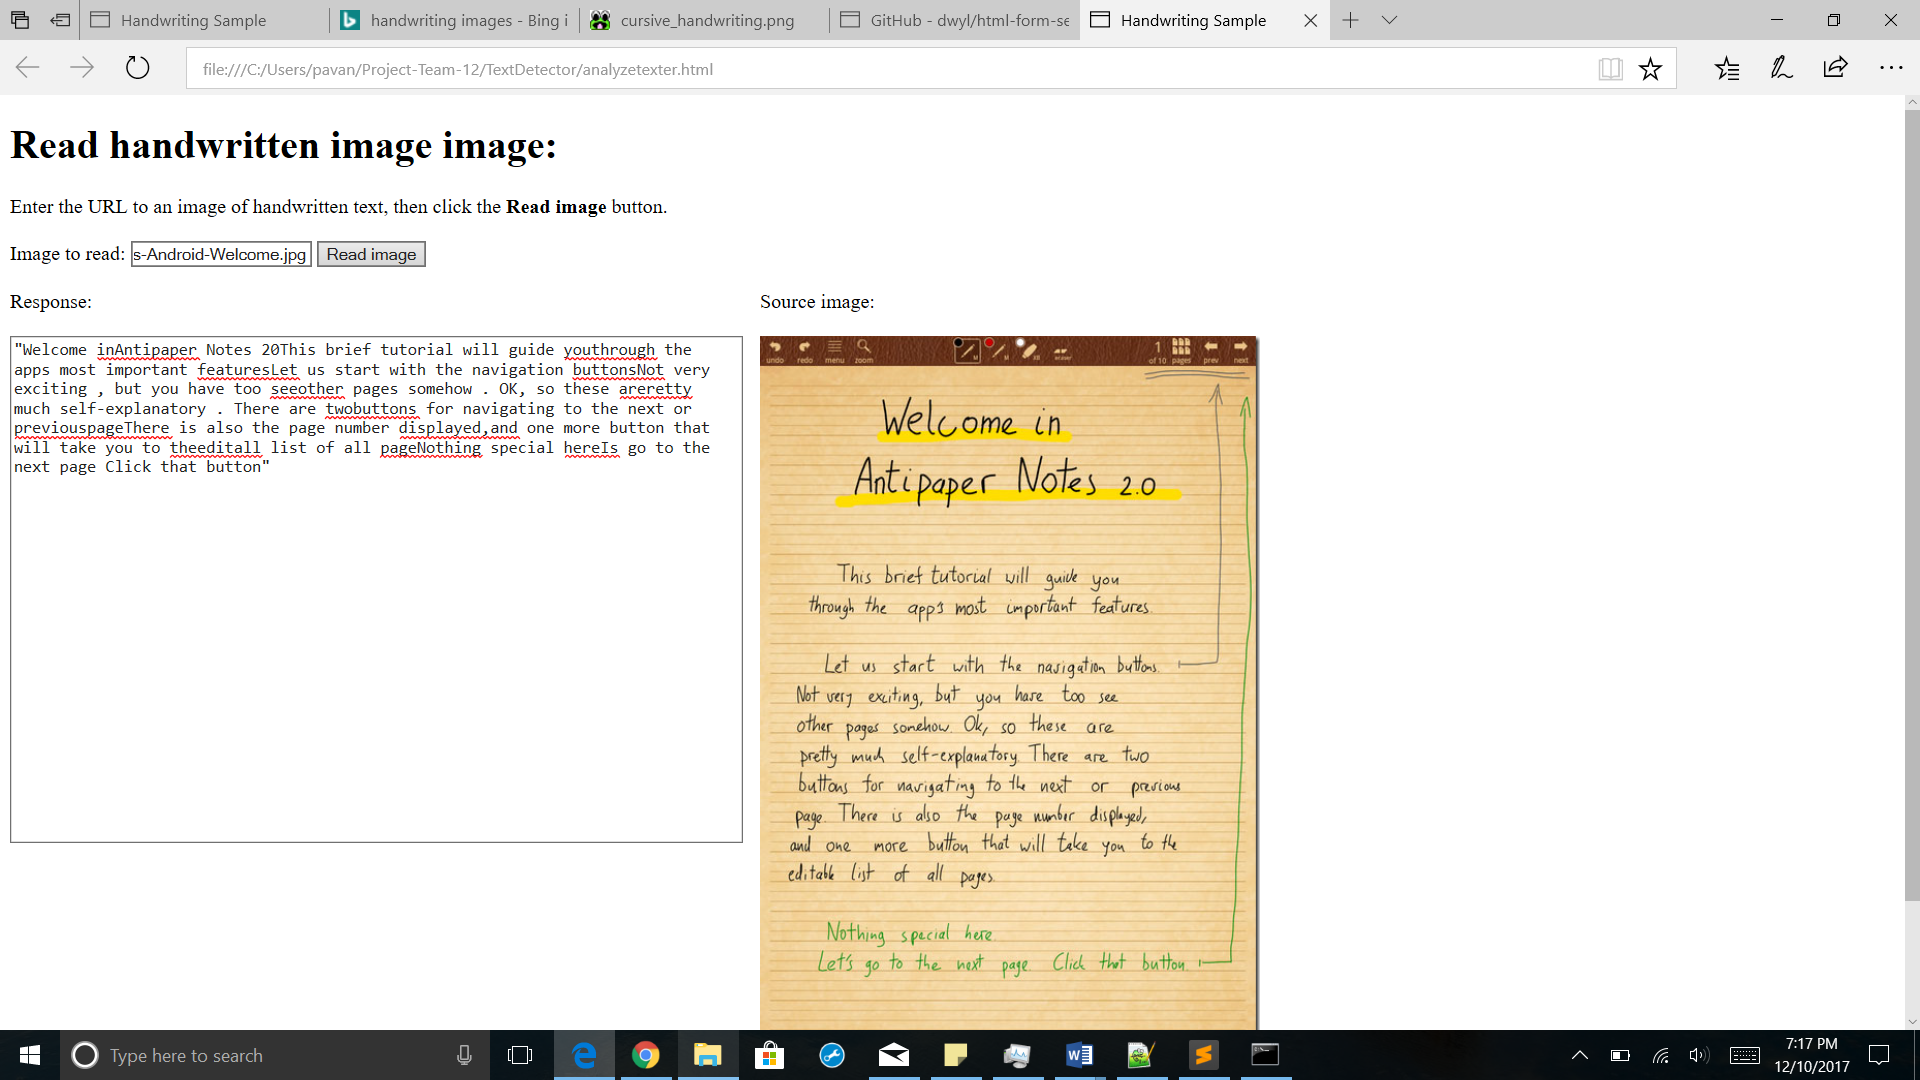 Handwriting Sample
handwriting images - Bing i
cursive_handwriting.png
GitHub - dwyl/html-form-se
Handwriting Sample
file:///C:/Users/pavan/Project-Team-12/TextDetector/analyzetexter.html
Read handwritten image image:
Enter the URL to an image of handwritten text, then click the Read image button.
Image to read: s-Android-Welcome.jpg Read image
Response:
"Welcome inAntipaper Notes 20This brief tutorial will guide youthrough the
apps most important featuresLet us start with the navigation buttonsNot very
exciting , but you have too seeother pages somehow . OK, so these areretty
much self-explanatory . There are twobuttons for navigating to the next or
previouspageThere is also the page number displayed,and one more button that
will take you to theeditall list of all pageNothing special hereIs go to the
next page Click that button"
Source image:
undo redo menu zoom 1 of 10 pages prev next
Welcome in
Antipaper Notes 2.0
This brief tutorial will guide you
through the app's most important features.
Let us start with the navigation buttons.
Not very exciting, but you have too see
other pages somehow. Ok, so these are
pretty much self-explanatory. There are two
buttons for navigating to the next or previous
page. There is also the page number displayed,
and one more button that will take you to the
editable list of all pages.
Nothing special here.
Let's go to the next page. Click that button.
Type here to search
7:17 PM
12/10/2017